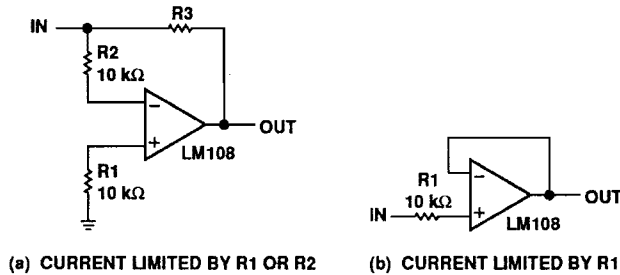 IN
R3
R2
10 kΩ
OUT
LM108
R1
10 kΩ
(a) CURRENT LIMITED BY R1 OR R2
R1
10 kΩ
IN
OUT
LM108
(b) CURRENT LIMITED BY R1